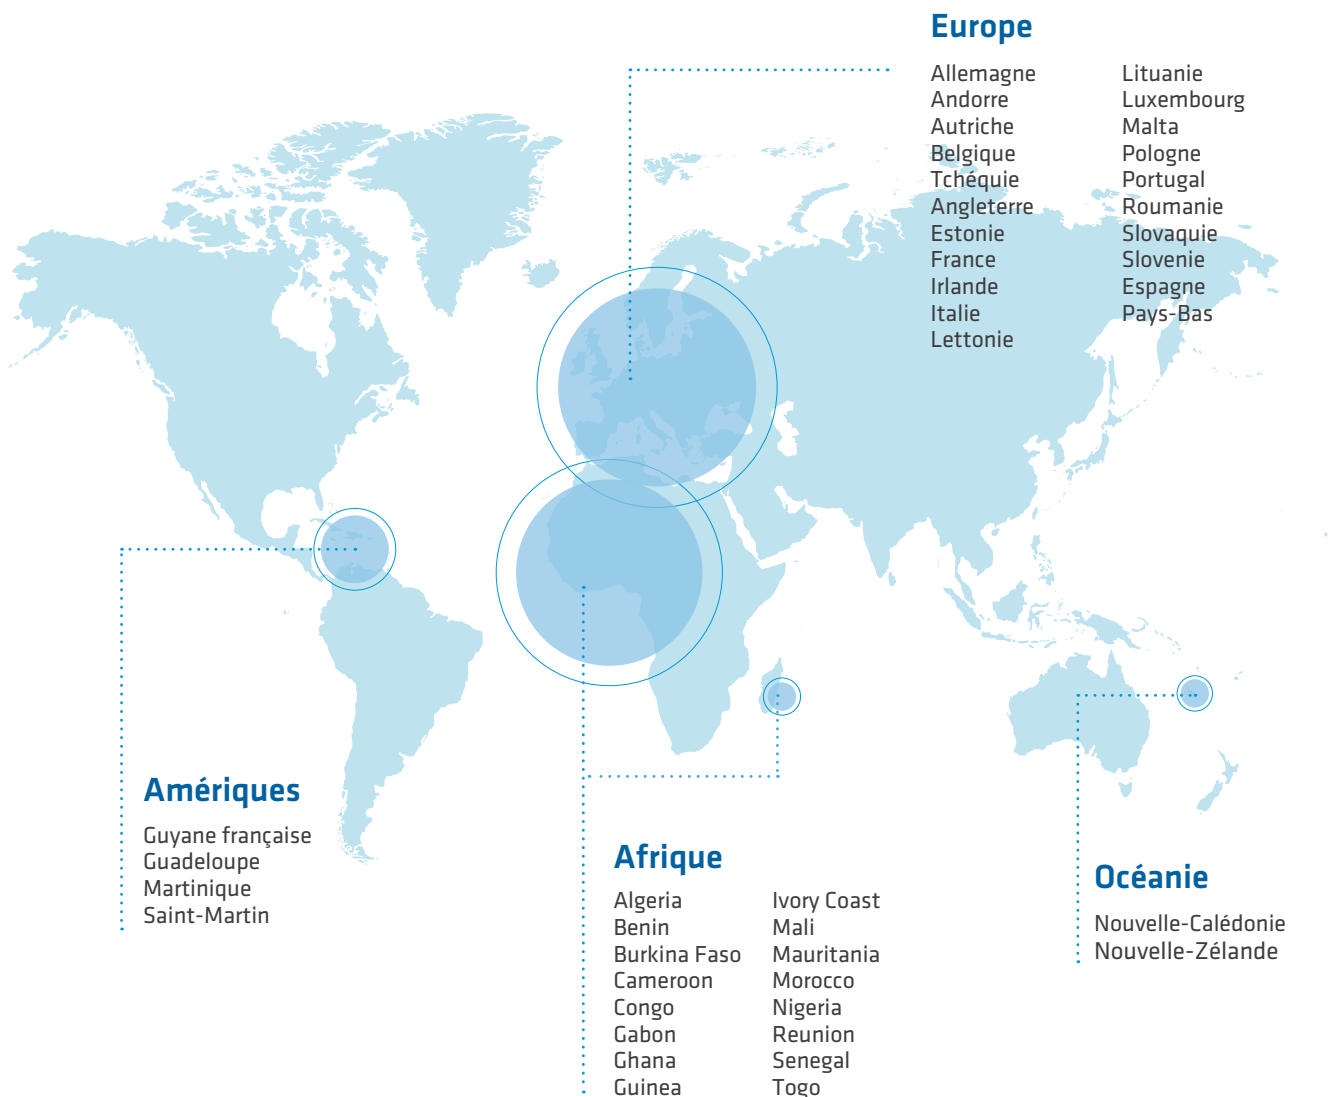 Europe
Allemagne
Andorre
Autriche
Belgique
Tchéquie
Angleterre
Estonie
France
Irlande
Italie
Lettonie
Lituanie
Luxembourg
Malta
Pologne
Portugal
Roumanie
Slovaquie
Slovenie
Espagne
Pays-Bas
Amériques
Guyane française
Guadeloupe
Martinique
Saint-Martin
Afrique
Algeria
Benin
Burkina Faso
Cameroon
Congo
Gabon
Ghana
Guinea
Ivory Coast
Mali
Mauritania
Morocco
Nigeria
Reunion
Senegal
Togo
Océanie
Nouvelle-Calédonie
Nouvelle-Zélande